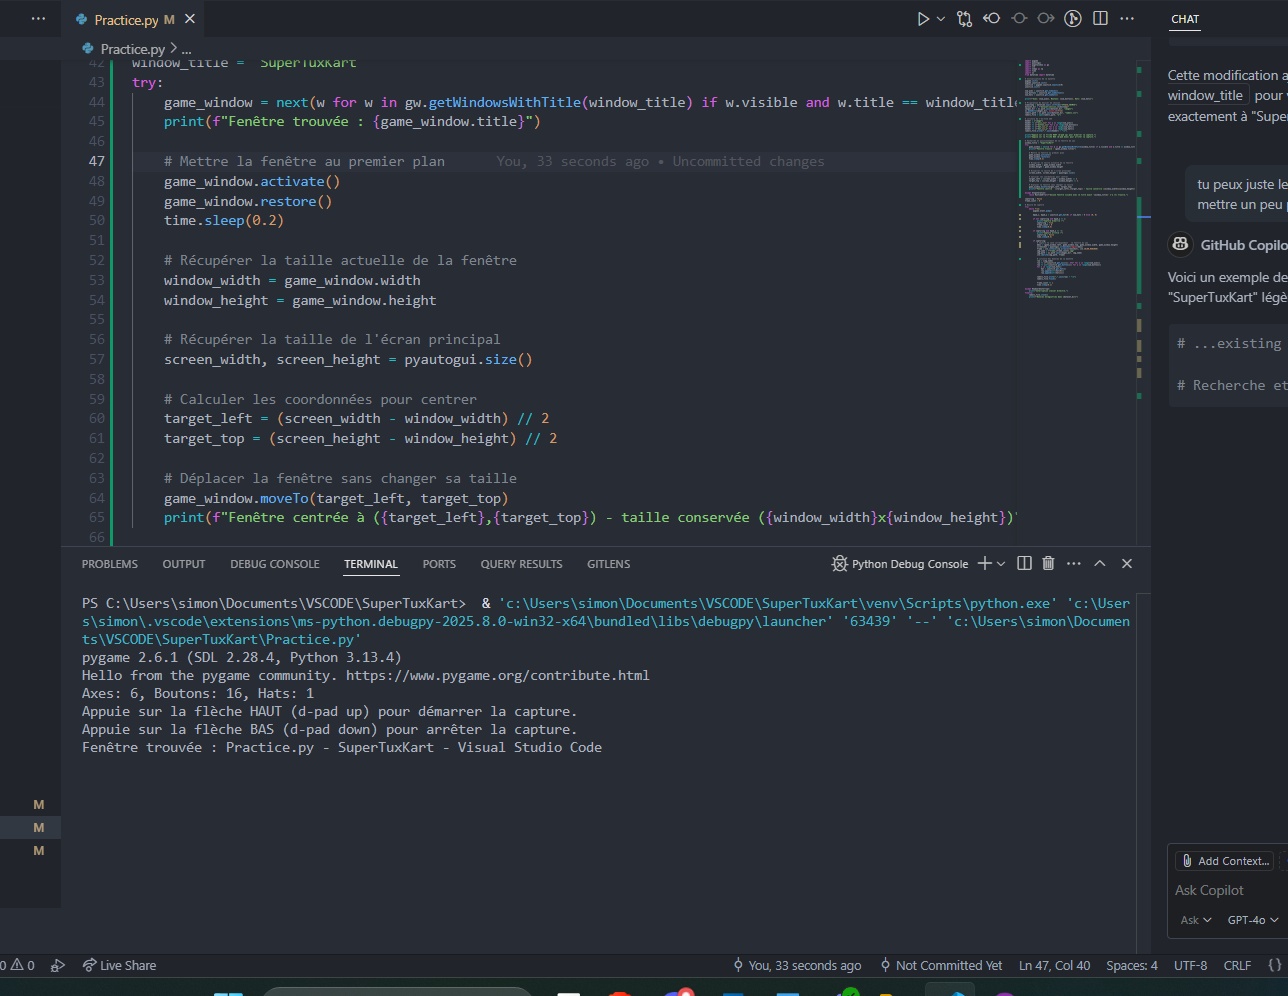 Practice.py M
CHAT
Practice.py > ...
42 window_title = "SuperTuxKart"
43 try:
44 game_window = next(w for w in gw.getWindowsWithTitle(window_title) if w.visible and w.title == window_titl
45 print(f"Fenêtre trouvée : {game_window.title}")
46
47 # Mettre la fenêtre au premier plan You, 33 seconds ago • Uncommitted changes
48 game_window.activate()
49 game_window.restore()
50 time.sleep(0.2)
51
52 # Récupérer la taille actuelle de la fenêtre
53 window_width = game_window.width
54 window_height = game_window.height
55
56 # Récupérer la taille de l'écran principal
57 screen_width, screen_height = pyautogui.size()
58
59 # Calculer les coordonnées pour centrer
60 target_left = (screen_width - window_width) // 2
61 target_top = (screen_height - window_height) // 2
62
63 # Déplacer la fenêtre sans changer sa taille
64 game_window.moveTo(target_left, target_top)
65 print(f"Fenêtre centrée à ({target_left},{target_top}) - taille conservée ({window_width}x{window_height})"
66
Cette modification a
window_title pour
exactement à "Super
tu peux juste le
mettre un peu
GitHub Copilo
Voici un exemple de
"SuperTuxKart" légè
# ...existing
# Recherche et
PROBLEMS OUTPUT DEBUG CONSOLE TERMINAL PORTS QUERY RESULTS GITLENS Python Debug Console
PS C:\Users\simon\Documents\VSCODE\SuperTuxKart> & 'c:\Users\simon\Documents\VSCODE\SuperTuxKart\venv\Scripts\python.exe' 'c:\User
s\simon\.vscode\extensions\ms-python.debugpy-2025.8.0-win32-x64\bundled\libs\debugpy\launcher' '63439' '--' 'c:\Users\simon\Documen
ts\VSCODE\SuperTuxKart\Practice.py'
pygame 2.6.1 (SDL 2.28.4, Python 3.13.4)
Hello from the pygame community. https://www.pygame.org/contribute.html
Axes: 6, Boutons: 16, Hats: 1
Appuie sur la flèche HAUT (d-pad up) pour démarrer la capture.
Appuie sur la flèche BAS (d-pad down) pour arrêter la capture.
Fenêtre trouvée : Practice.py - SuperTuxKart - Visual Studio Code
M
M
M
Add Context...
Ask Copilot
Ask GPT-4o
0 0 Live Share You, 33 seconds ago Not Committed Yet Ln 47, Col 40 Spaces: 4 UTF-8 CRLF {}